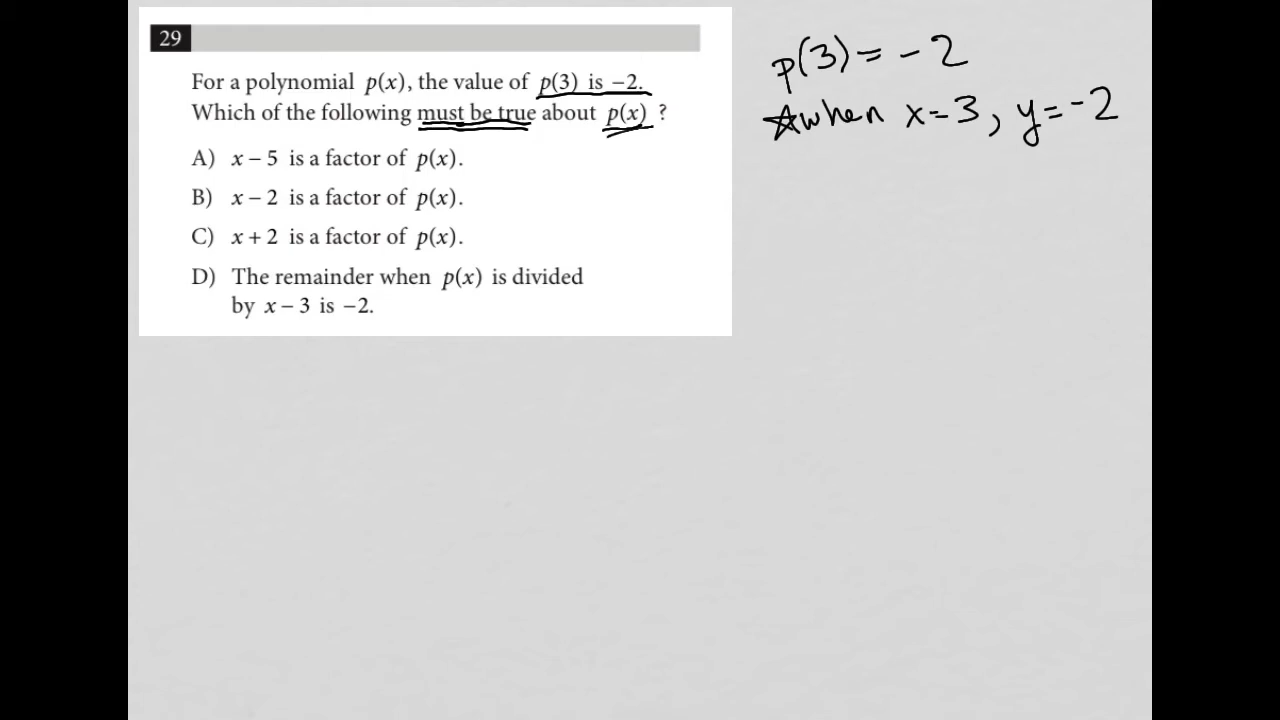 29
For a polynomial p(x), the value of p(3) is −2.
Which of the following must be true about p(x) ?
A) x − 5 is a factor of p(x).
B) x − 2 is a factor of p(x).
C) x + 2 is a factor of p(x).
D) The remainder when p(x) is divided
by x − 3 is −2.
p(3) = −2
☆when x=3, y=-2